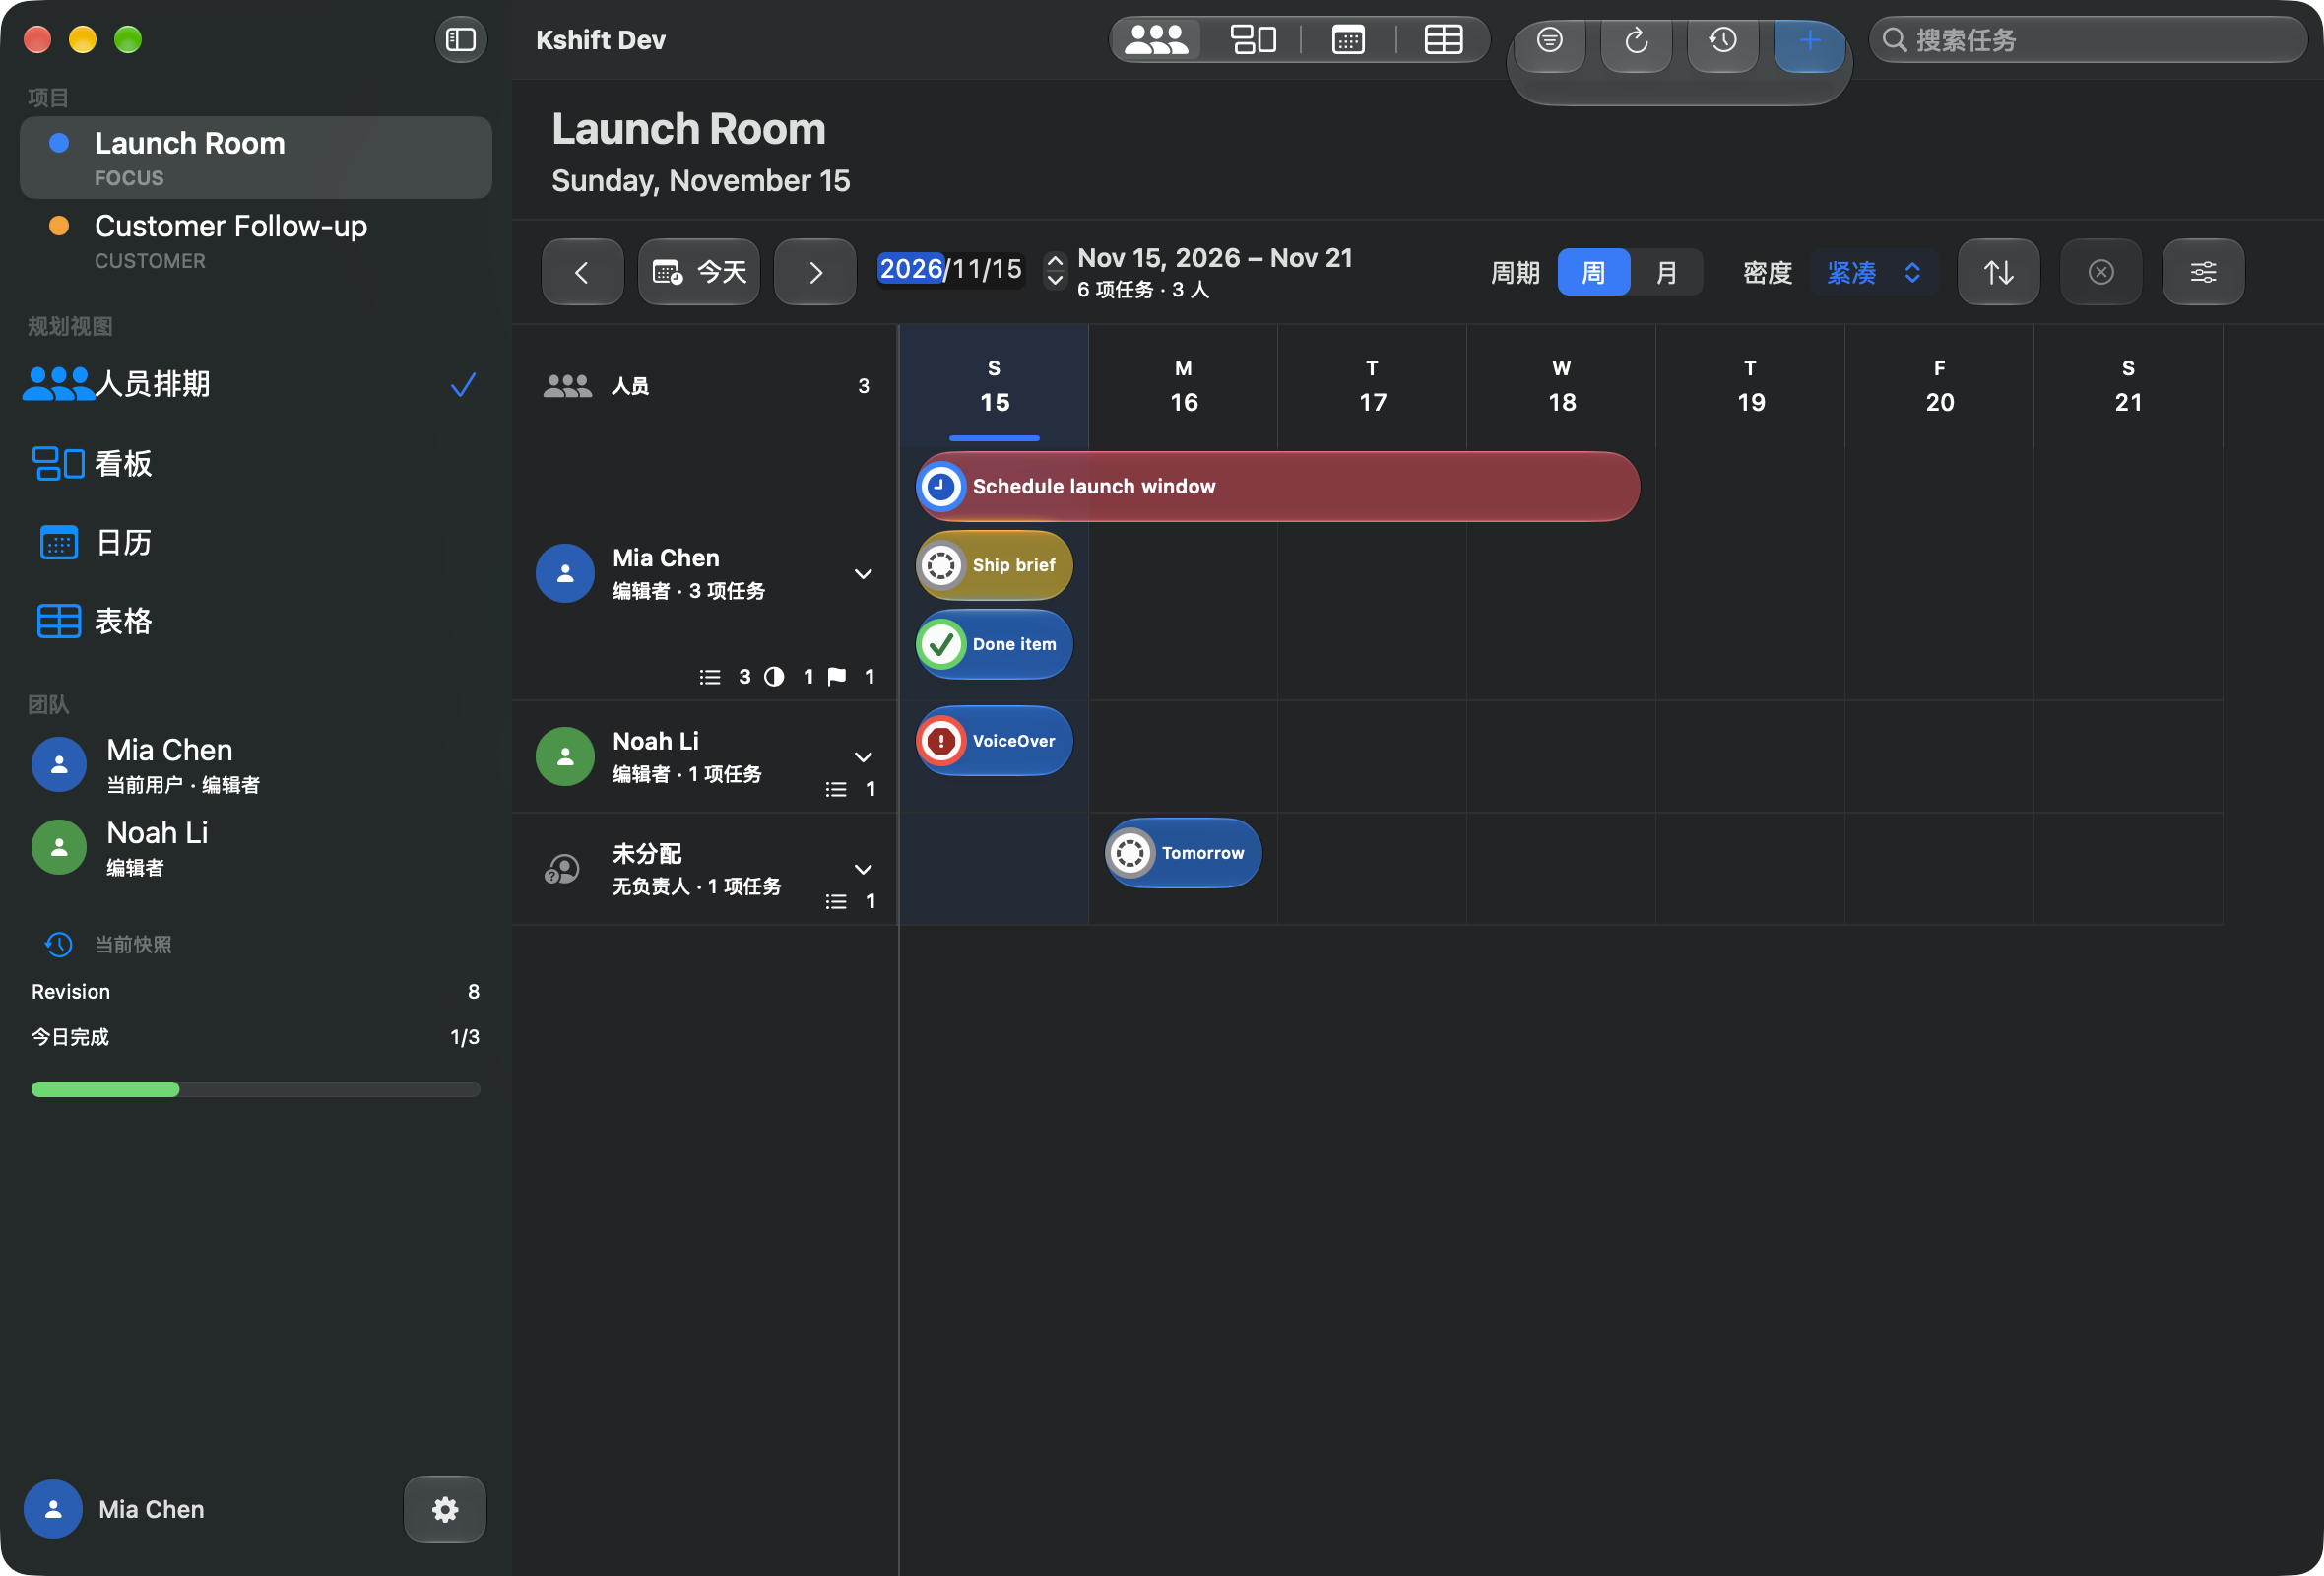 Kshift Dev
搜索任务
项目
Launch Room
FOCUS
Customer Follow-up
CUSTOMER
规划视图
人员排期
看板
日历
表格
团队
Mia Chen
当前用户 · 编辑者
Noah Li
编辑者
当前快照
Revision 8
今日完成 1/3
Mia Chen
Launch Room
Sunday, November 15
今天
2026/11/15
Nov 15, 2026 – Nov 21
6 项任务 · 3 人
周期 周 月
密度 紧凑
人员 3
S M T W T F S
15 16 17 18 19 20 21
Schedule launch window
Mia Chen
编辑者 · 3 项任务
Ship brief
Done item
3 1 1
Noah Li
编辑者 · 1 项任务
1
VoiceOver
未分配
无负责人 · 1 项任务
1
Tomorrow